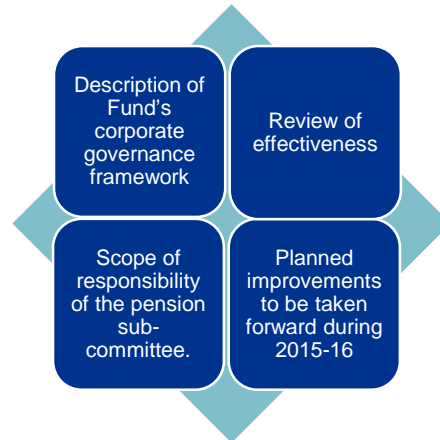 Description of
Fund's
corporate
governance
framework
Review of
effectiveness
Scope of
responsibility
of the pension
sub-
committee.
Planned
improvements
to be taken
forward during
2015-16